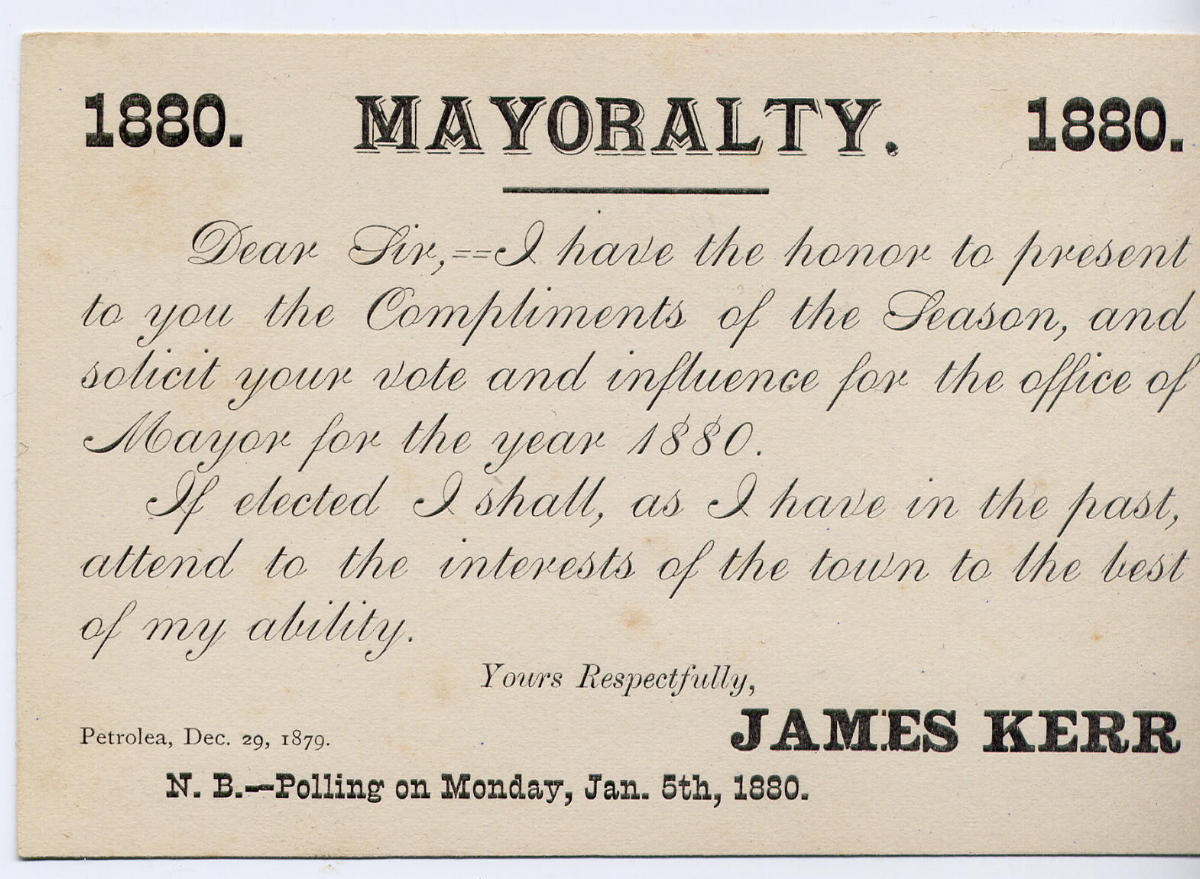 1880. MAYORALTY. 1880.
Dear Sir,==I have the honor to present
to you the Compliments of the Season, and
solicit your vote and influence for the office of
Mayor for the year 1880.
If elected I shall, as I have in the past,
attend to the interests of the town to the best
of my ability.
Yours Respectfully,
JAMES KERR
Petrolea, Dec. 29, 1879.
N. B.—Polling on Monday, Jan. 5th, 1880.